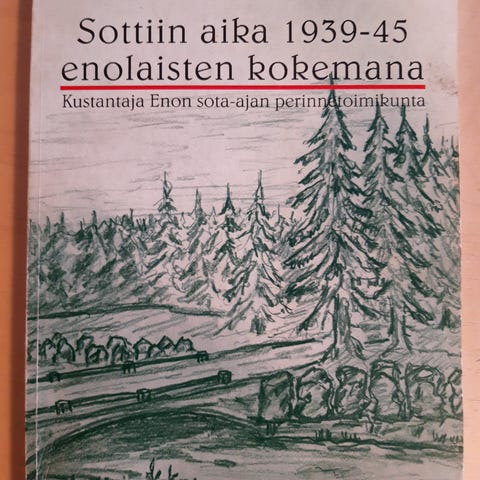 Sottiin aika 1939-45
enolaisten kokemana
Kustantaja Enon sota-ajan perinnetoimikunta